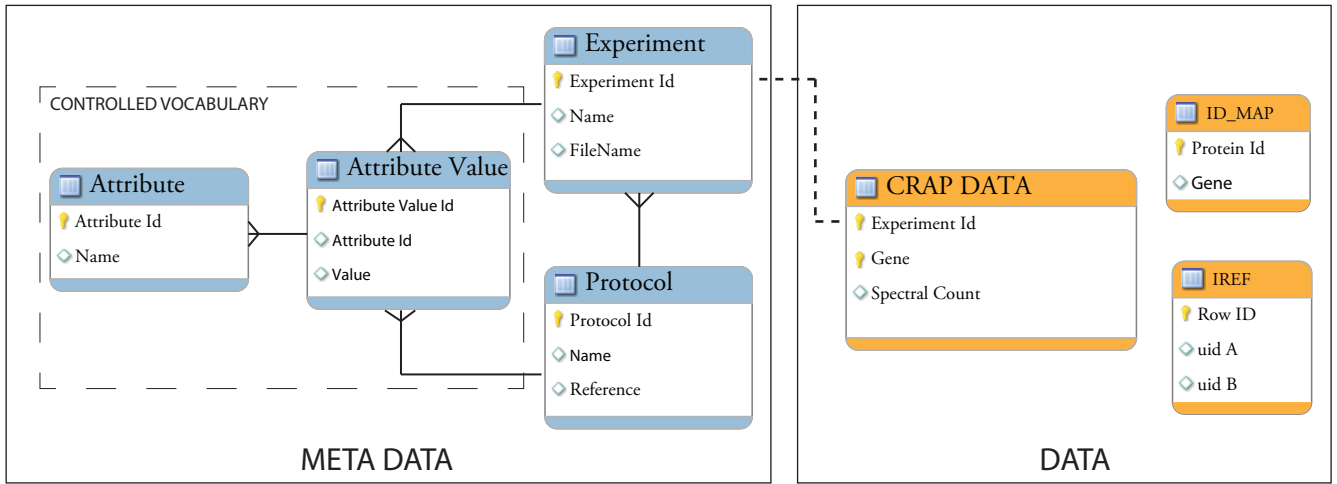 CONTROLLED VOCABULARY
Attribute
Attribute Id
Name
Attribute Value
Attribute Value Id
Attribute Id
Value
Experiment
Experiment Id
Name
FileName
Protocol
Protocol Id
Name
Reference
META DATA
CRAP DATA
Experiment Id
Gene
Spectral Count
ID_MAP
Protein Id
Gene
IREF
Row ID
uid A
uid B
DATA